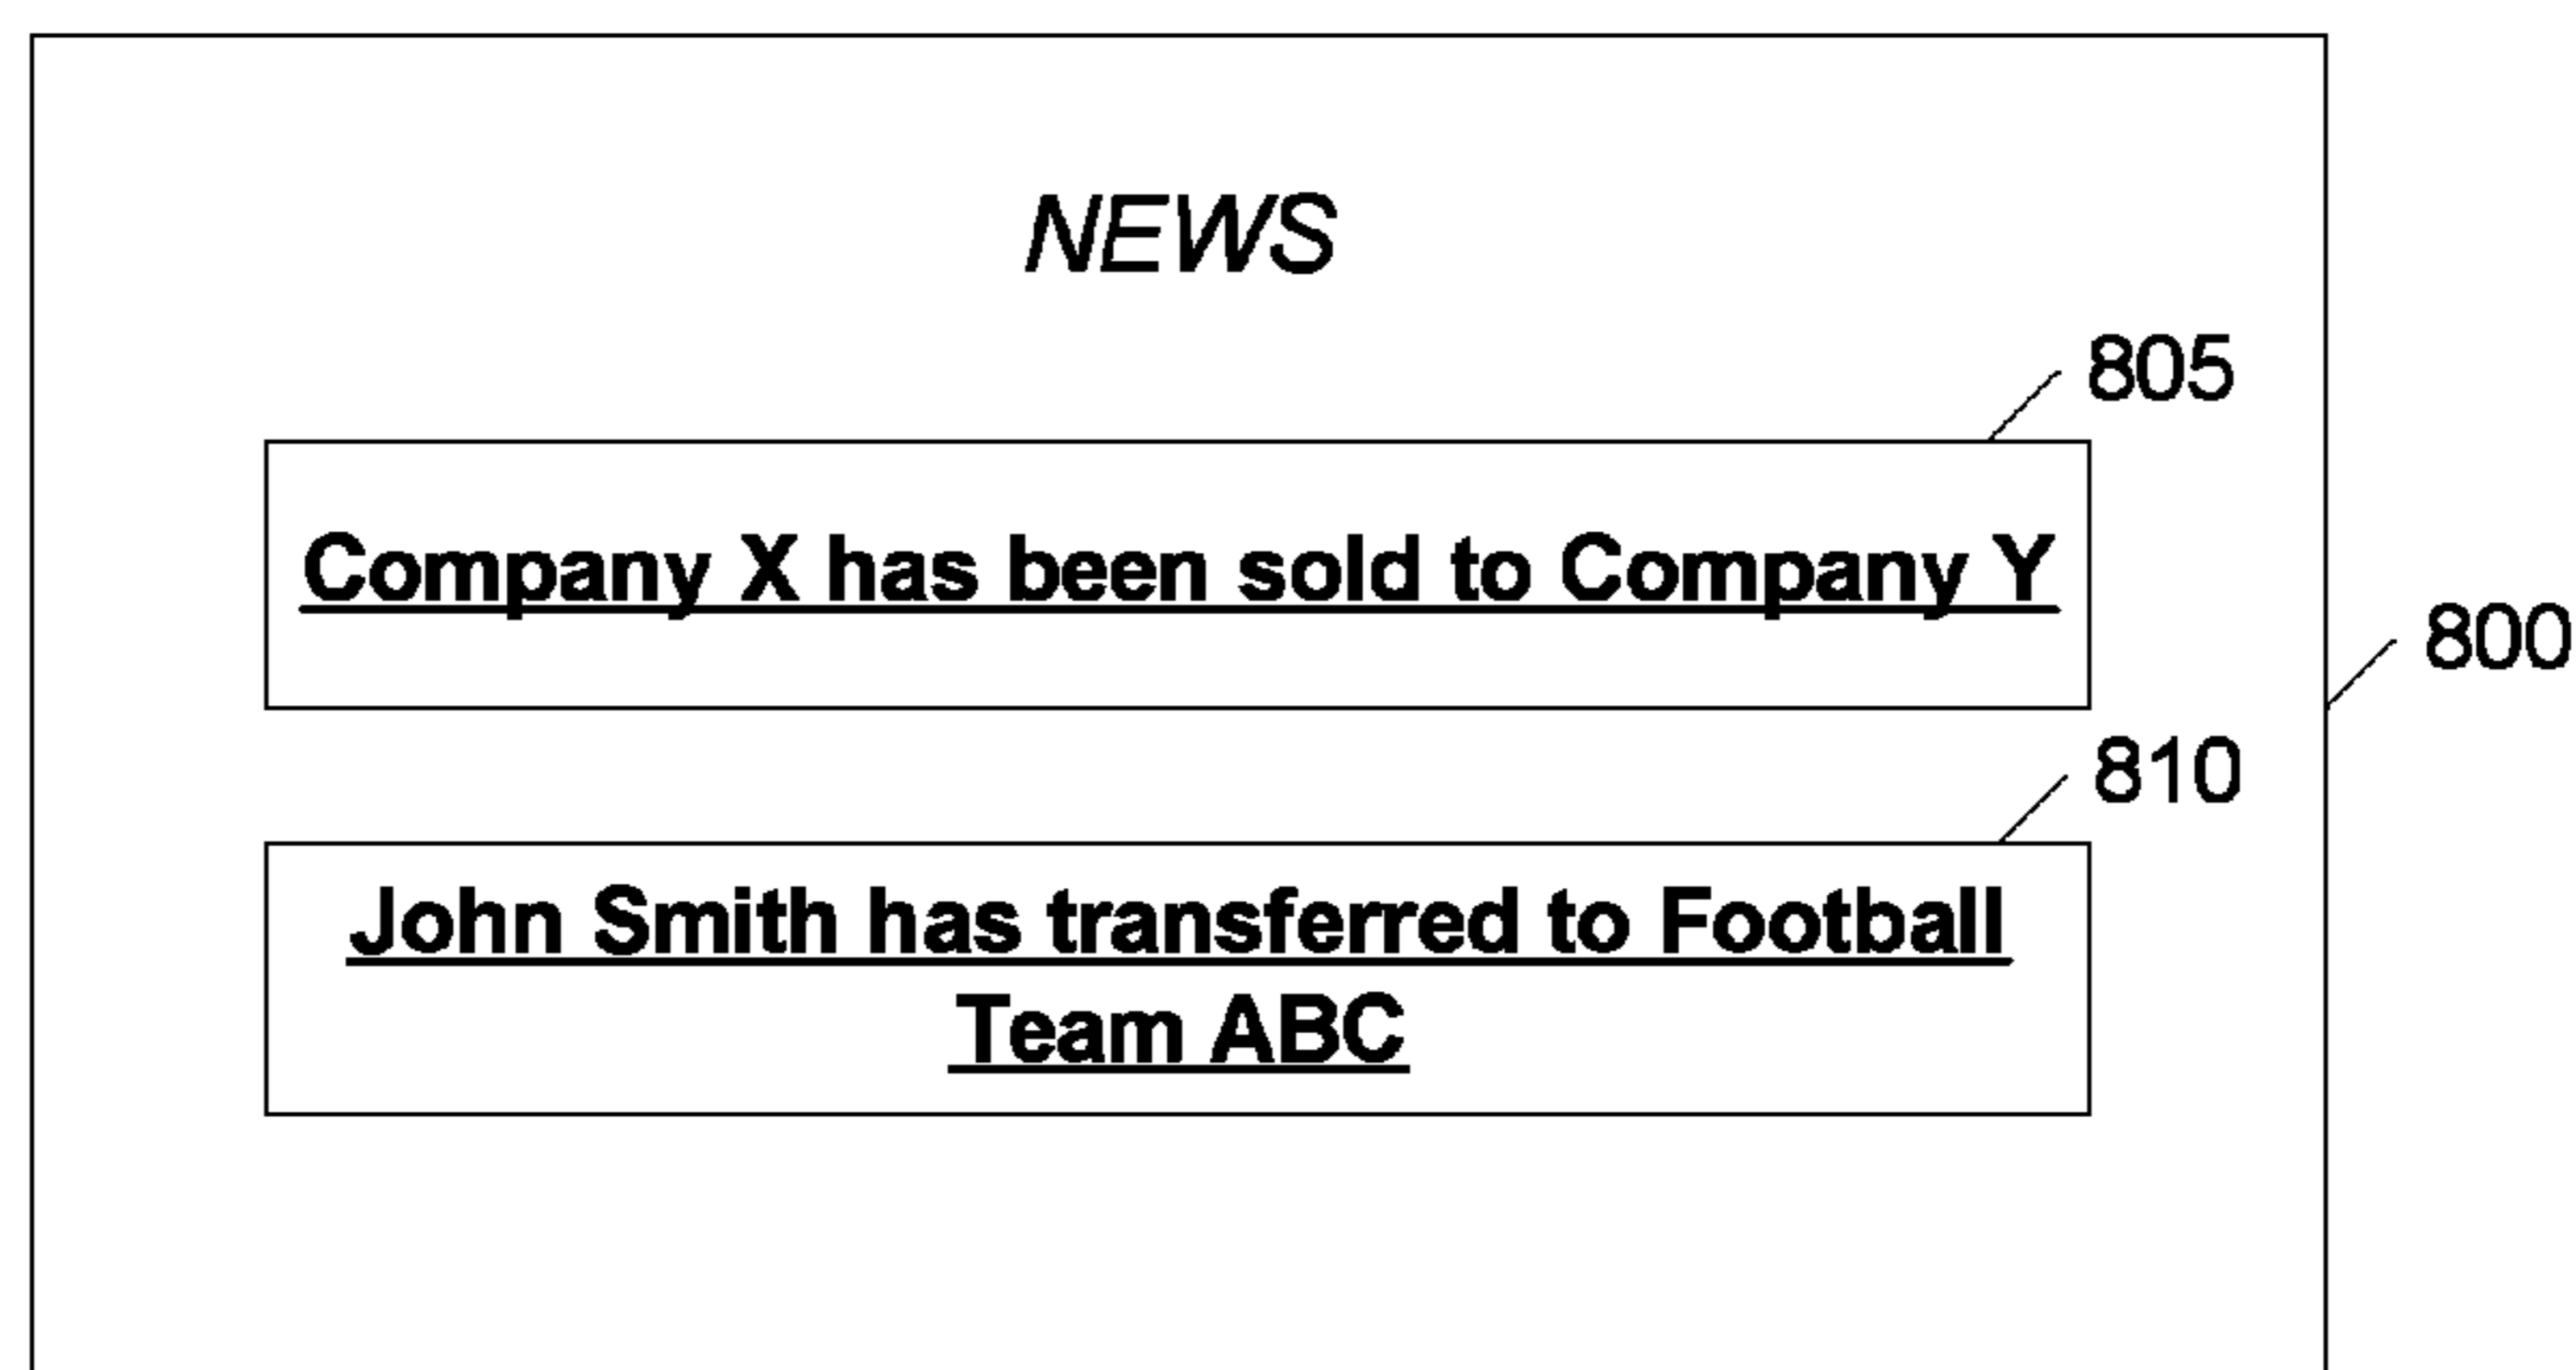 NEWS
805
Company X has been sold to Company Y
800
810
John Smith has transferred to Football
Team ABC